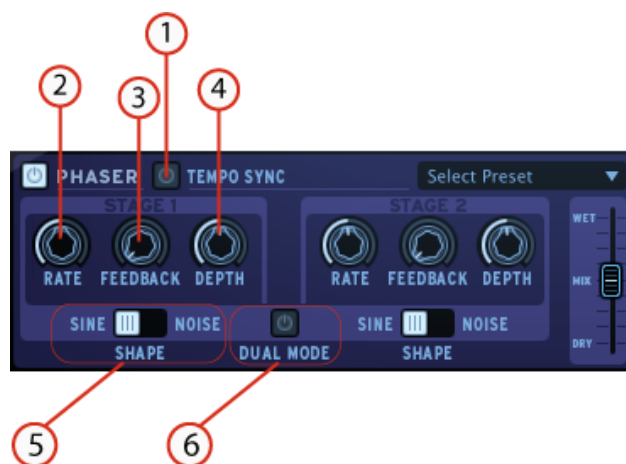 1
2
3
4
PHASER TEMPO SYNC Select Preset
STAGE 1 STAGE 2
WET
RATE FEEDBACK DEPTH RATE FEEDBACK DEPTH
MIX
SINE NOISE SINE NOISE
DRY
SHAPE DUAL MODE SHAPE
5 6